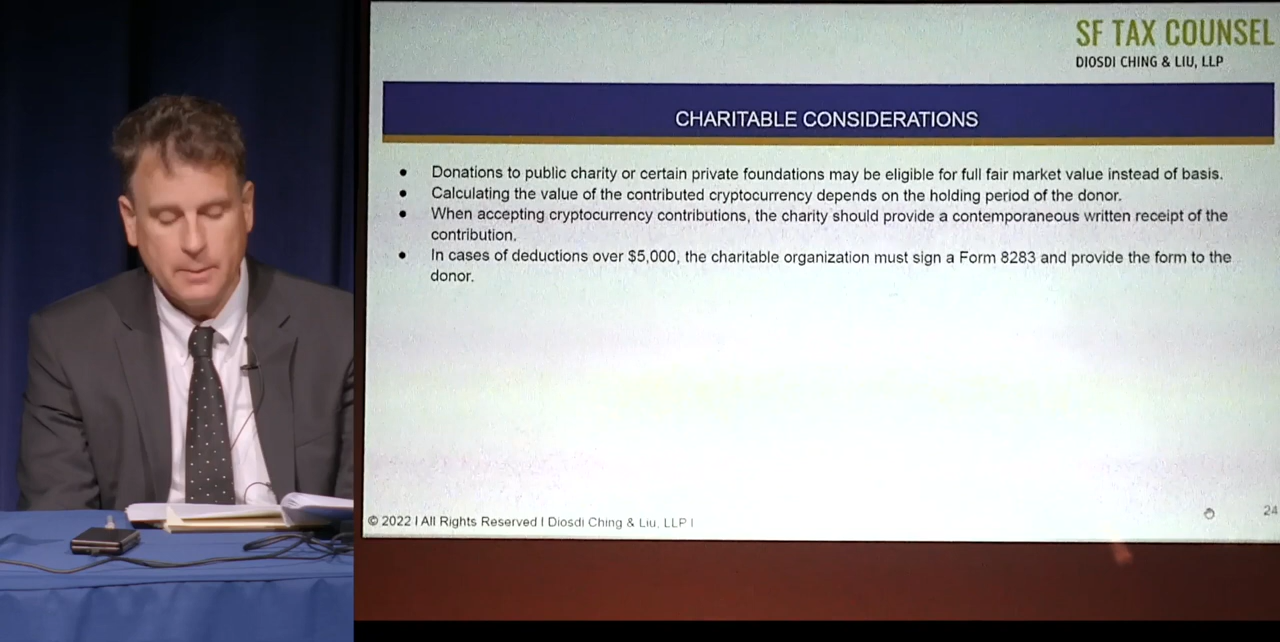 SF TAX COUNSEL
DIOSDI CHING & LIU, LLP
CHARITABLE CONSIDERATIONS
● Donations to public charity or certain private foundations may be eligible for full fair market value instead of basis.
● Calculating the value of the contributed cryptocurrency depends on the holding period of the donor.
● When accepting cryptocurrency contributions, the charity should provide a contemporaneous written receipt of the
contribution.
● In cases of deductions over $5,000, the charitable organization must sign a Form 8283 and provide the form to the
donor.
© 2022 | All Rights Reserved | Diosdi Ching & Liu, LLP |
24